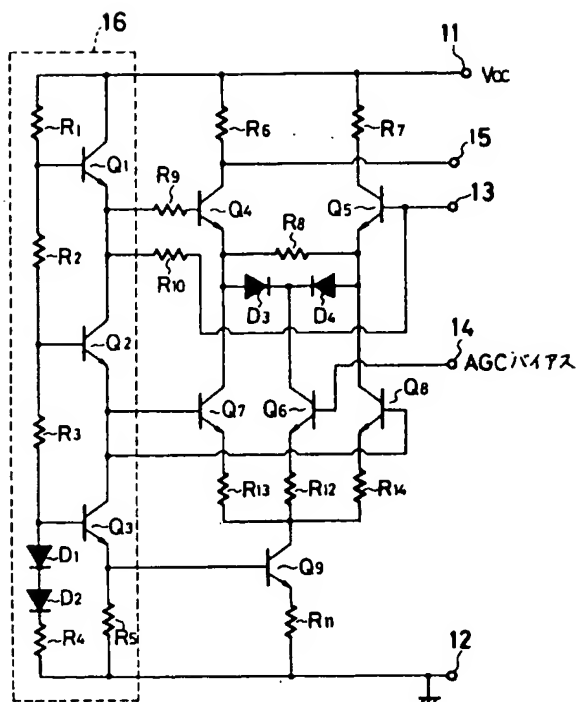 16
11
Vcc
R1
R6
R7
15
Q1
R9
13
Q4
Q5
R8
R2
R10
D3
D4
14
Q2
AGCバイアス
Q8
Q7
Q6
R3
R13
R12
R14
Q3
D1
Q9
D2
R4
R5
R11
12